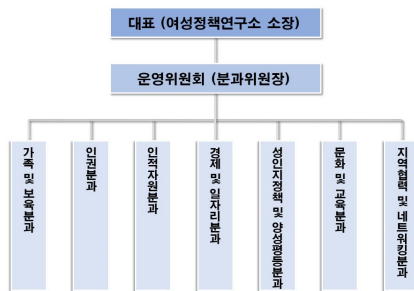 대표 (여성정책연구소 소장)
운영위원회 (분과위원장)
가족 및 보육분과
인권분과
인적자원분과
경제 및 일자리분과
성인지정책 및 양성평등분과
문화 및 교육분과
지역협력 및 네트워킹분과